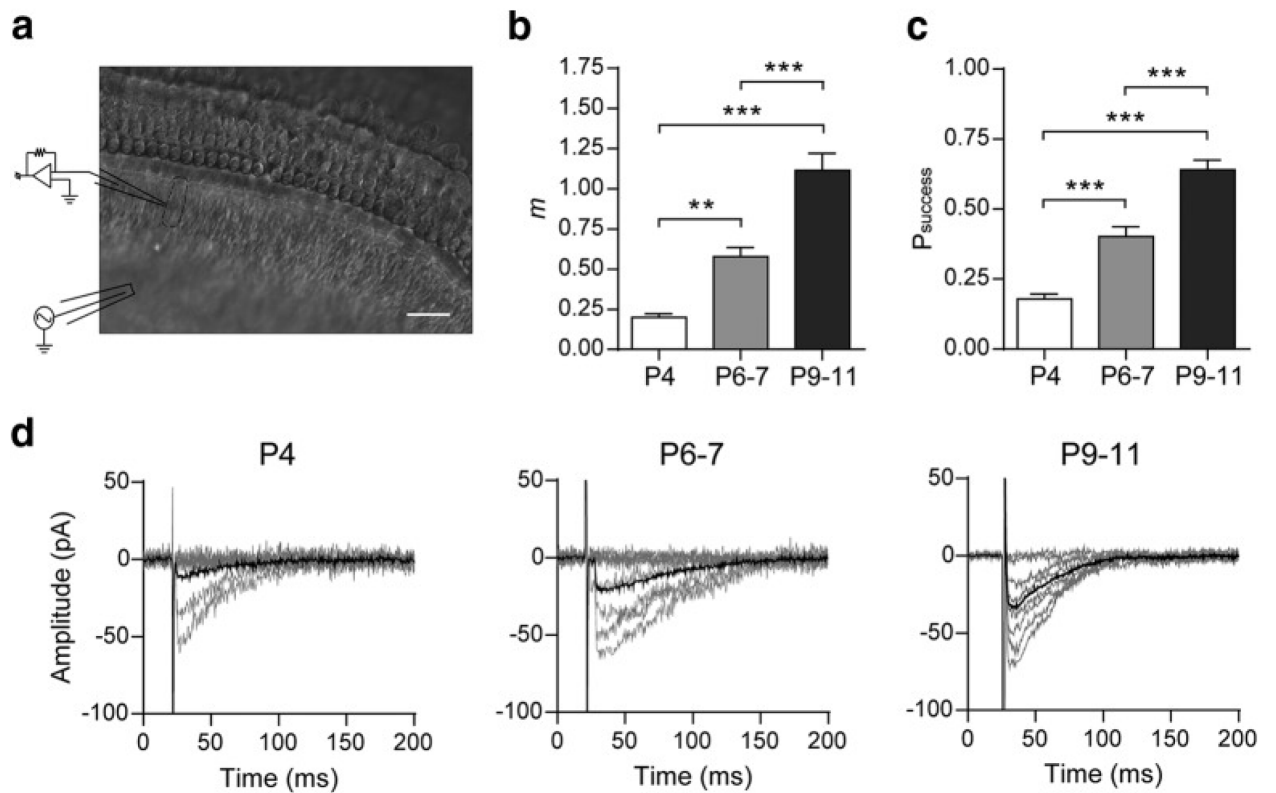 a
b
c
m
1.75
1.50
1.25
1.00
0.75
0.50
0.25
0.00
***
***
**
P4 P6-7 P9-11
Psuccess
1.00
0.75
0.50
0.25
0.00
***
***
***
P4 P6-7 P9-11
d
P4
Amplitude (pA)
50
0
-50
-100
0 50 100 150 200
Time (ms)
P6-7
50
0
-50
-100
0 50 100 150 200
Time (ms)
P9-11
50
0
-50
-100
0 50 100 150 200
Time (ms)